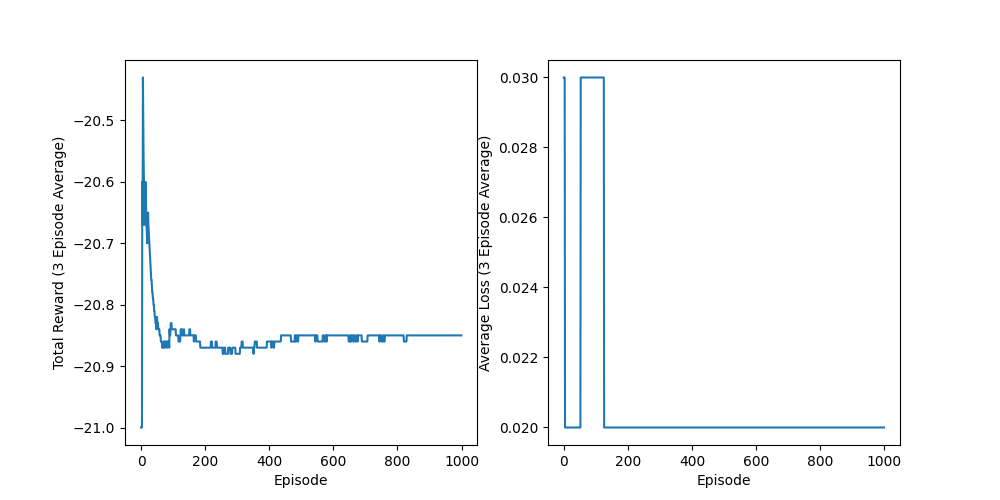 Total Reward (3 Episode Average)
−20.5
−20.6
−20.7
−20.8
−20.9
−21.0
0 200 400 600 800 1000
Episode
Average Loss (3 Episode Average)
0.030
0.028
0.026
0.024
0.022
0.020
0 200 400 600 800 1000
Episode